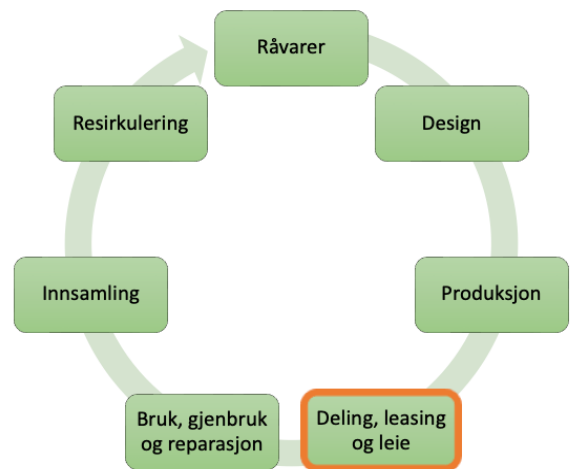 Råvarer
Design
Produksjon
Deling, leasing
og leie
Bruk, gjenbruk
og reparasjon
Innsamling
Resirkulering